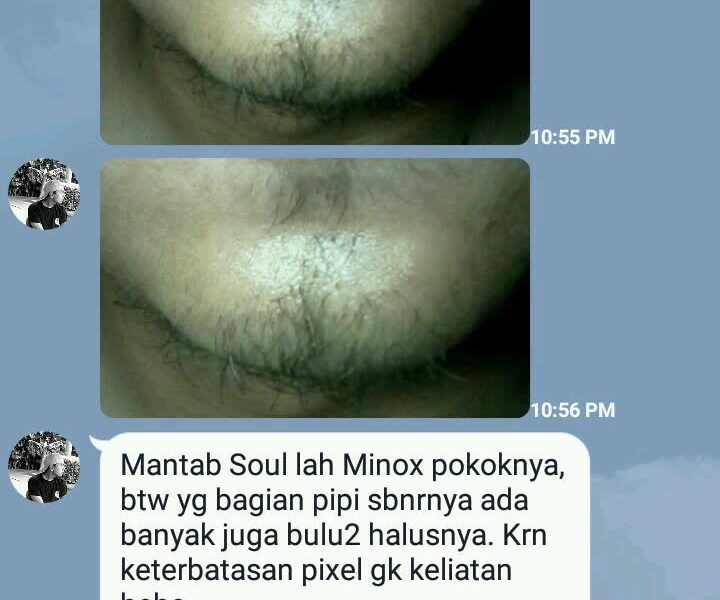 10:55 PM
10:56 PM
Mantab Soul lah Minox pokoknya,
btw yg bagian pipi sbnrnya ada
banyak juga bulu2 halusnya. Krn
keterbatasan pixel gk keliatan